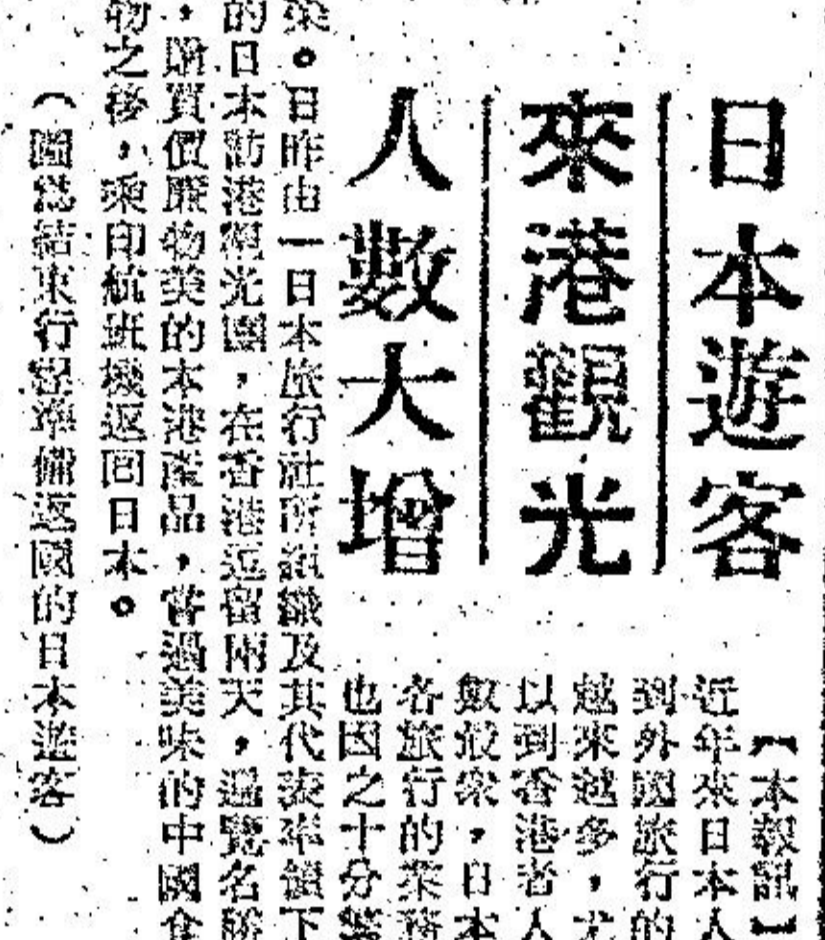 日本遊客
來港觀光
人數大增
【本報訊】
近年來日本人
到外國旅行的
越來越多,尤
以到香港者人
數最衆,日本
各旅行的業務
也因之十分繁
榮。日昨由一日本旅行社所組織及其代表率領下
的日本訪港觀光團,在香港逗留兩天,遍覽名勝
,購買價廉物美的本港產品,嘗過美味的中國食
物之後,乘印航班機返回日本。
(圖為結束行程準備返國的日本遊客)